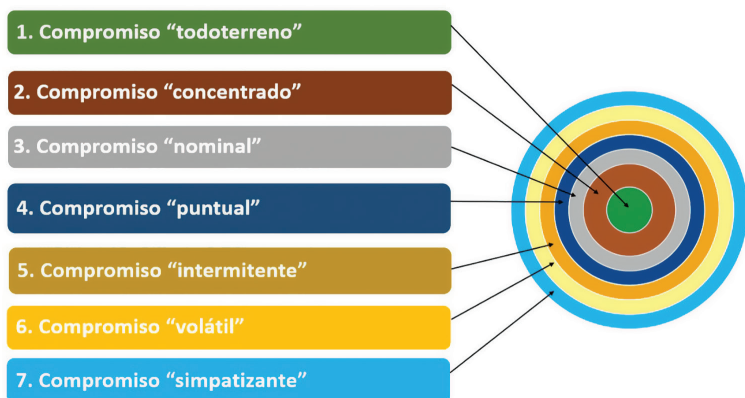 1. Compromiso “todoterreno”
2. Compromiso “concentrado”
3. Compromiso “nominal”
4. Compromiso “puntual”
5. Compromiso “intermitente”
6. Compromiso “volátil”
7. Compromiso “simpatizante”